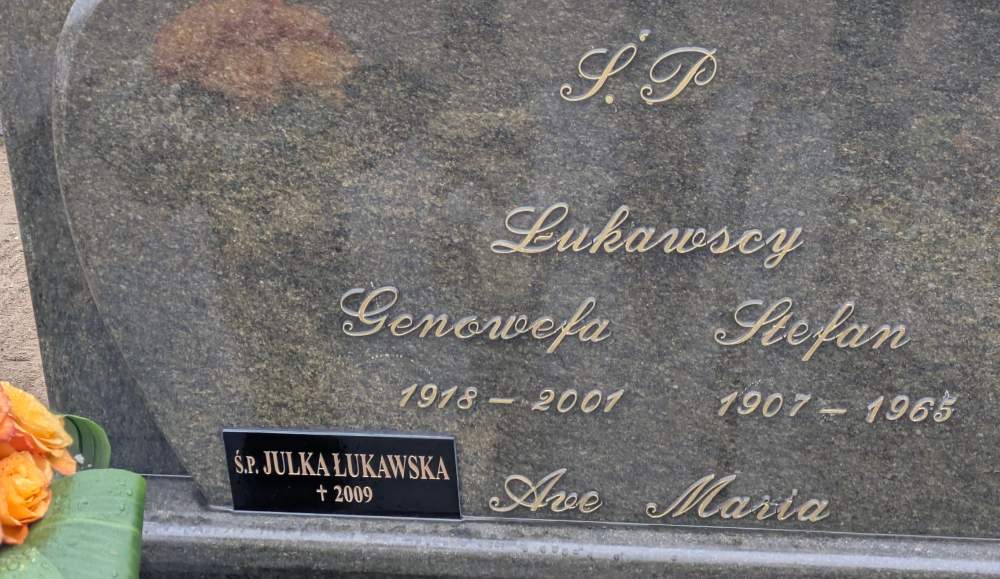 Ś.P
Łukawscy
Genowefa Stefan
1918 – 2001 1907 – 1965
Ave Maria
Ś.P. JULKA ŁUKAWSKA
† 2009